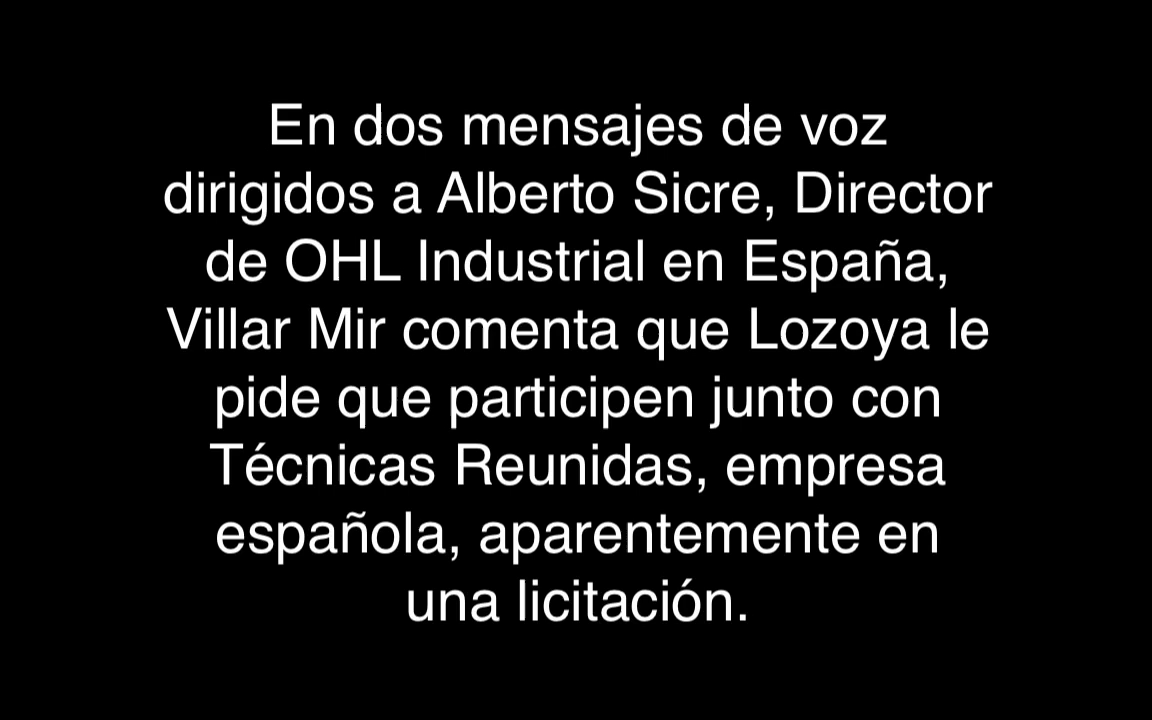 En dos mensajes de voz
dirigidos a Alberto Sicre, Director
de OHL Industrial en España,
Villar Mir comenta que Lozoya le
pide que participen junto con
Técnicas Reunidas, empresa
española, aparentemente en
una licitación.